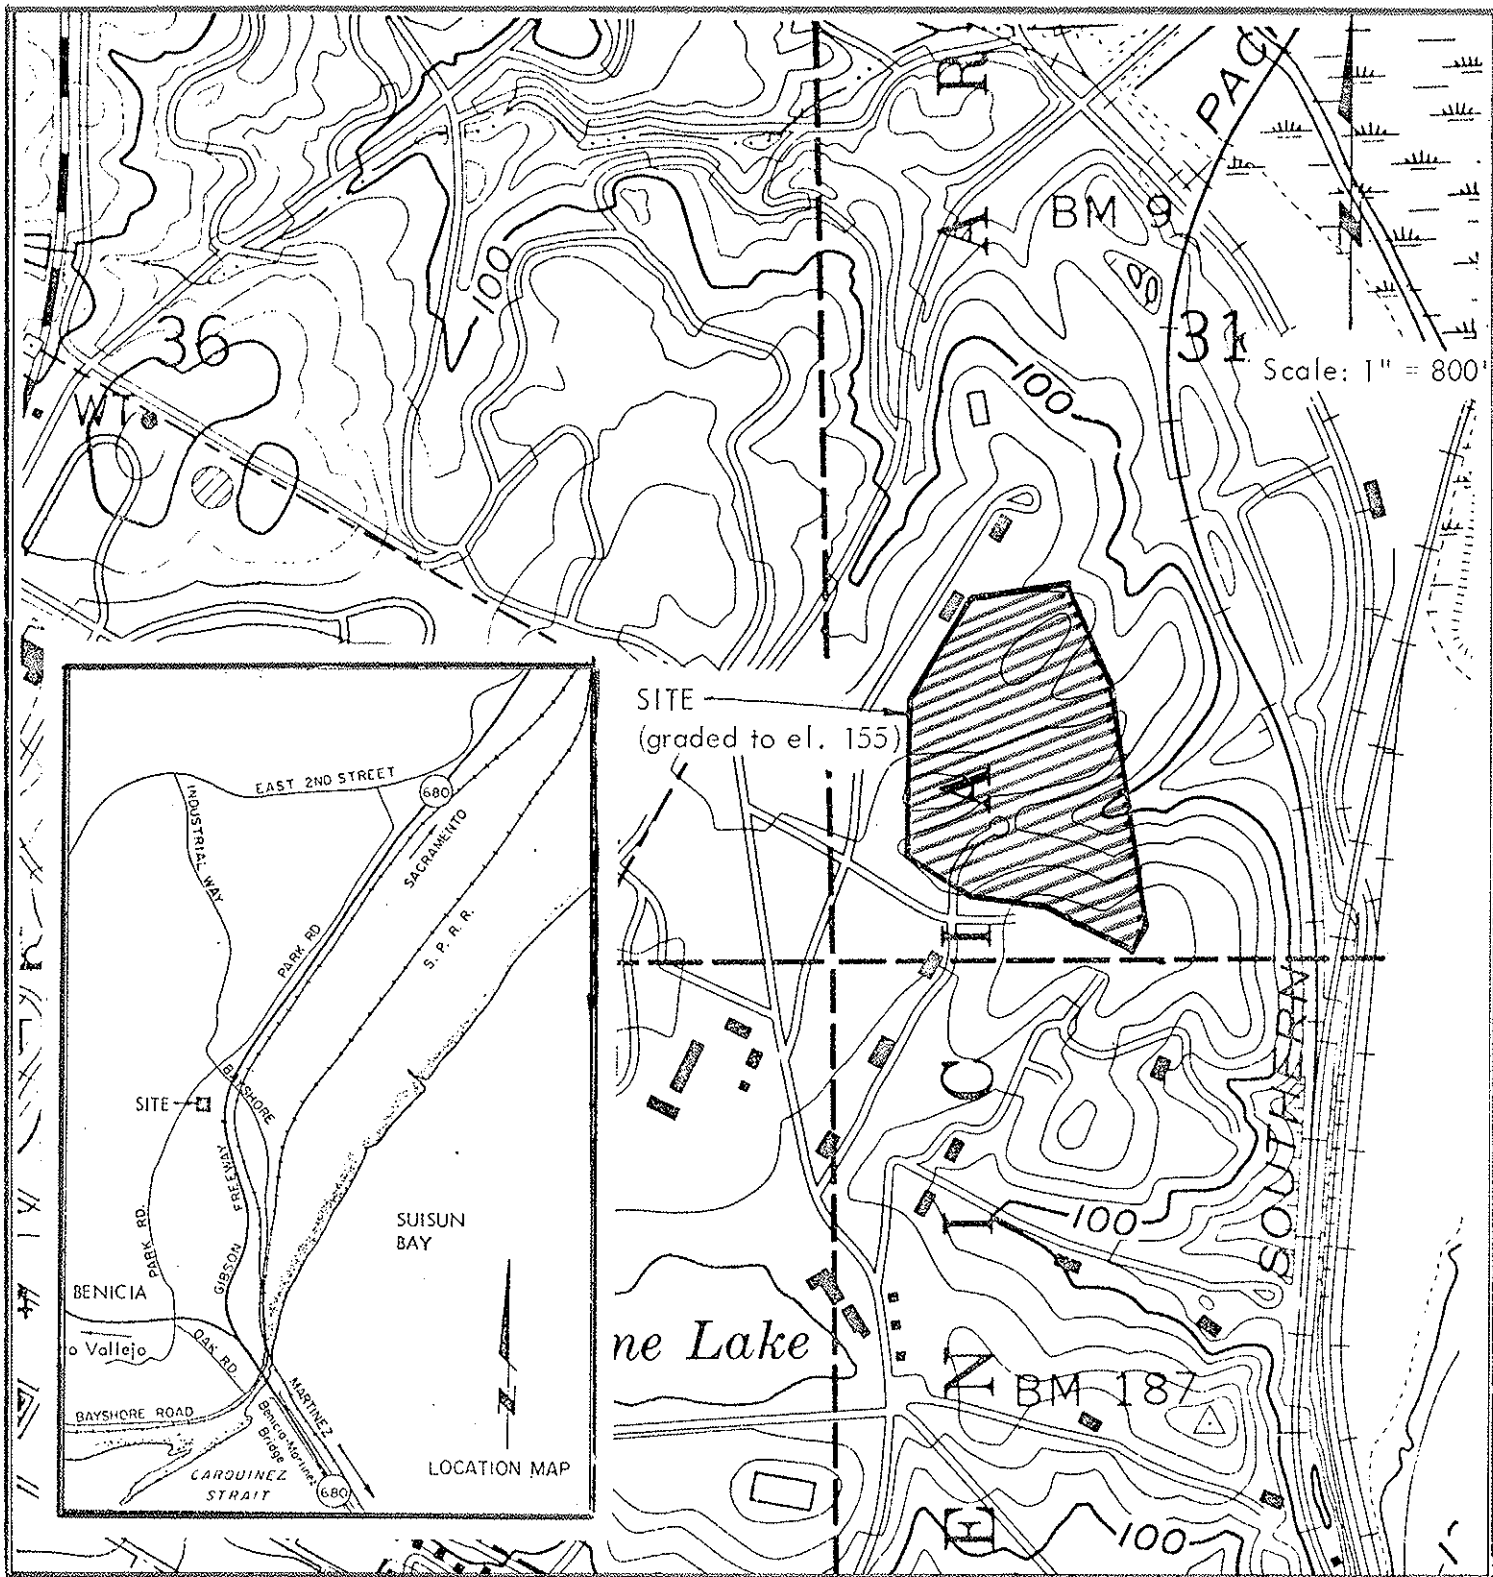 PAC
R
A
BM 9
N
100
36
31
Scale: 1" = 800'
100
WT
SITE
(graded to el. 155)
A
I
C
SOUTHERN
I
100
ne Lake
N
BM 187
E
100
EAST 2ND STREET
680
INDUSTRIAL WAY
SACRAMENTO
PARK RD
S. P. R. R.
BAYSHORE
SITE
FREEWAY
PARK RD.
SUISUN
BAY
GIBSON
BENICIA
OAK RD.
o Vallejo
MARTINEZ
BAYSHORE ROAD
Benicia-Martinez
Bridge
N
CARQUINEZ
STRAIT
680
LOCATION MAP